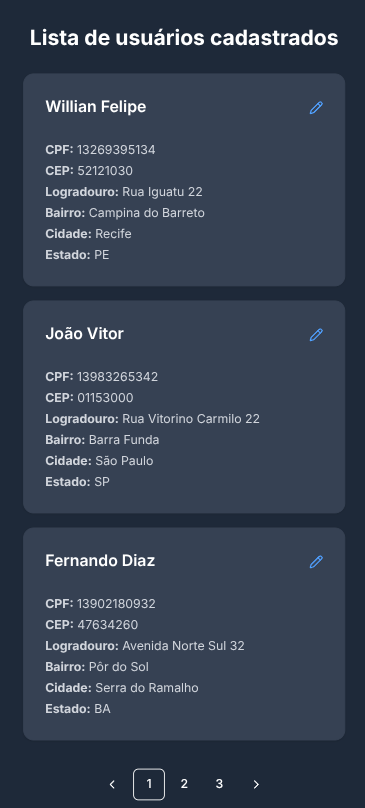 Lista de usuários cadastrados
Willian Felipe
CPF: 13269395134
CEP: 52121030
Logradouro: Rua Iguatu 22
Bairro: Campina do Barreto
Cidade: Recife
Estado: PE
João Vitor
CPF: 13983265342
CEP: 01153000
Logradouro: Rua Vitorino Carmilo 22
Bairro: Barra Funda
Cidade: São Paulo
Estado: SP
Fernando Diaz
CPF: 13902180932
CEP: 47634260
Logradouro: Avenida Norte Sul 32
Bairro: Pôr do Sol
Cidade: Serra do Ramalho
Estado: BA
1 2 3